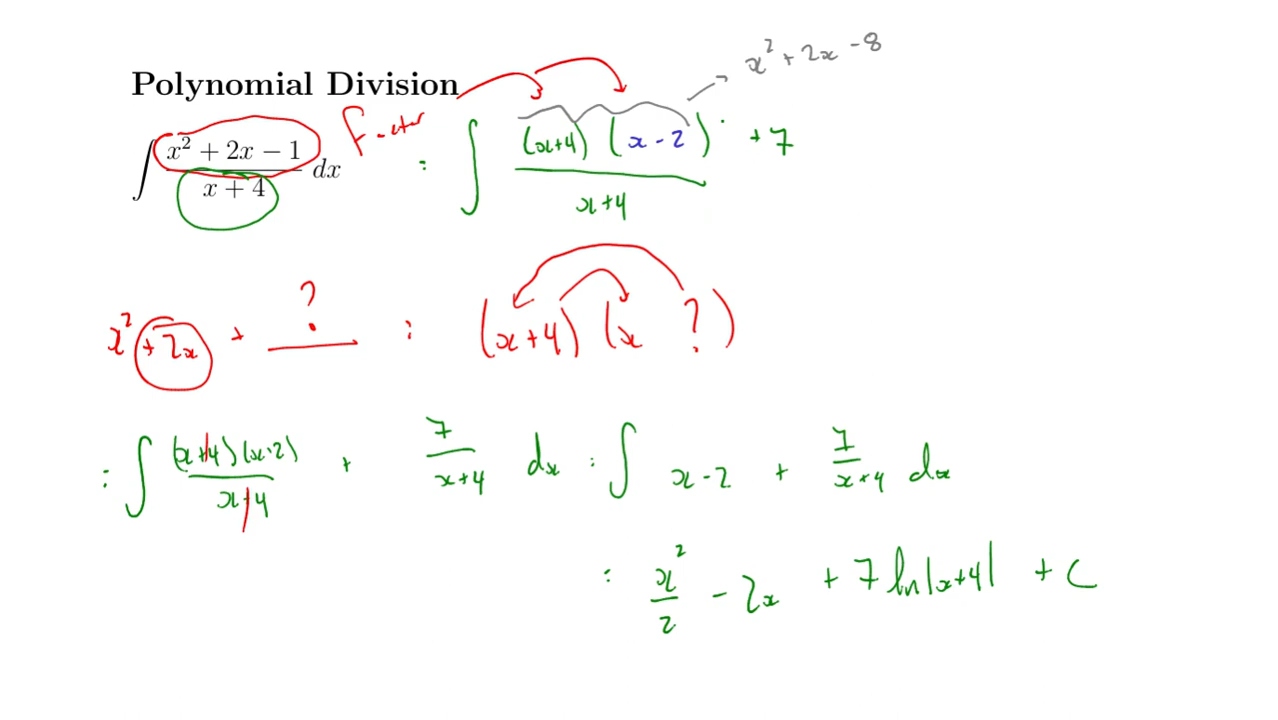 x² + 2x - 8
Polynomial Division
∫ (x² + 2x − 1)/(x + 4) dx Factor = ∫ (x+4)(x-2) + 7 / x+4
x² + 2x + ? = (x+4)(x ?)
= ∫ (x+4)(x-2)/(x+4) + 7/(x+4) dx = ∫ x-2 + 7/(x+4) dx
= x²/2 - 2x + 7 ln|x+4| + C